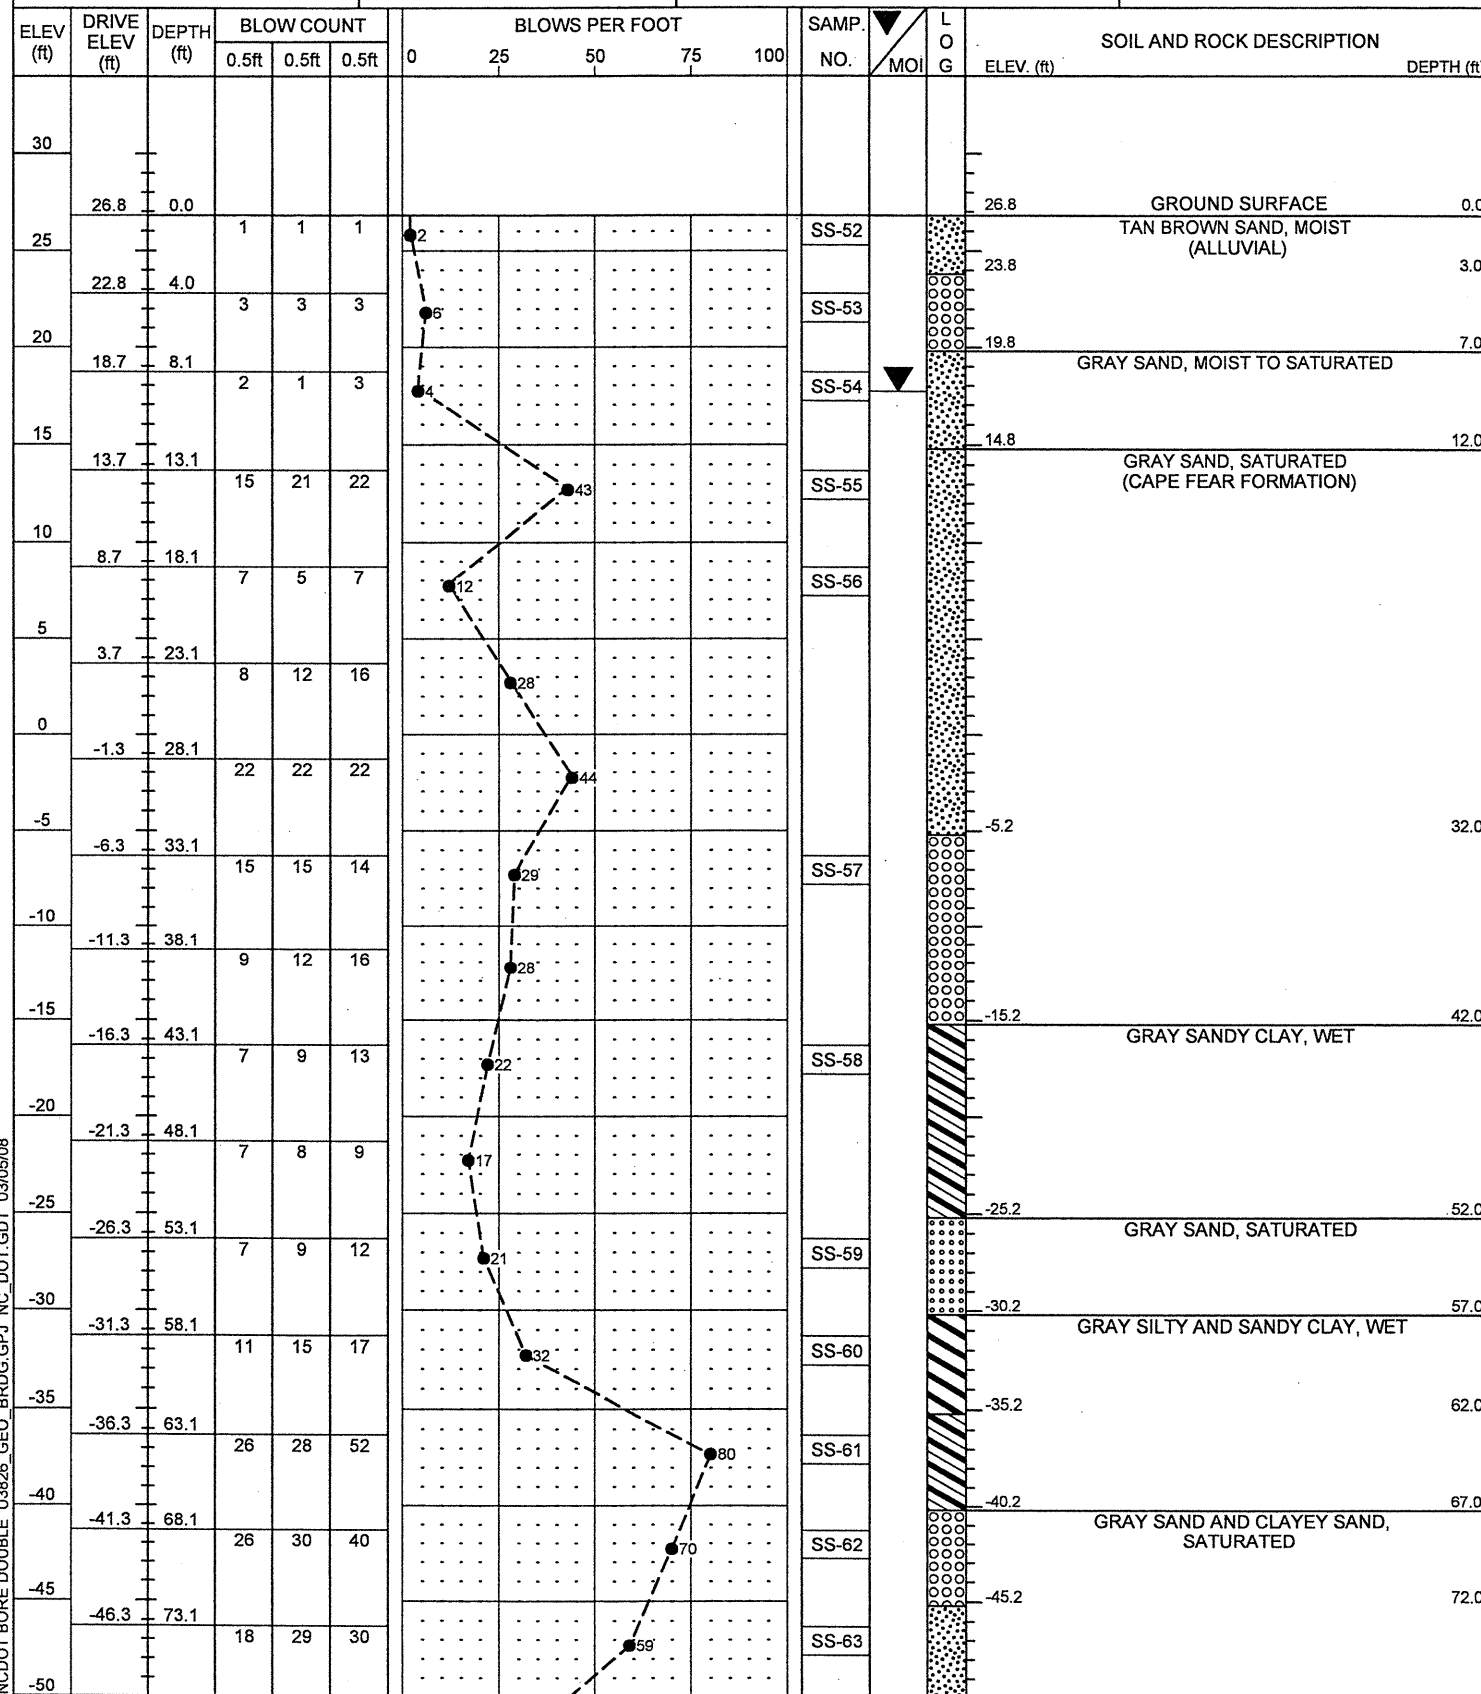 ELEV (ft) DRIVE ELEV (ft) DEPTH (ft) BLOW COUNT BLOWS PER FOOT SAMP. NO. MOI LOG SOIL AND ROCK DESCRIPTION
0.5ft 0.5ft 0.5ft 0 25 50 75 100 ELEV. (ft) DEPTH (ft
30
26.8 0.0 26.8 GROUND SURFACE 0.0
1 1 1 2 SS-52 TAN BROWN SAND, MOIST
(ALLUVIAL)
25
23.8 3.0
22.8 4.0
3 3 3 6 SS-53
20
19.8 7.0
18.7 8.1 GRAY SAND, MOIST TO SATURATED
2 1 3 4 SS-54
15
14.8 12.0
13.7 13.1 GRAY SAND, SATURATED
15 21 22 43 SS-55 (CAPE FEAR FORMATION)
10
8.7 18.1
7 5 7 12 SS-56
5
3.7 23.1
8 12 16 28
0
-1.3 28.1
22 22 22 44
-5
-5.2 32.0
-6.3 33.1
15 15 14 29 SS-57
-10
-11.3 38.1
9 12 16 28
-15
-15.2 42.0
-16.3 43.1 GRAY SANDY CLAY, WET
7 9 13 22 SS-58
-20
-21.3 48.1
7 8 9 17
-25
-25.2 52.0
-26.3 53.1 GRAY SAND, SATURATED
7 9 12 21 SS-59
-30
-30.2 57.0
-31.3 58.1 GRAY SILTY AND SANDY CLAY, WET
11 15 17 32 SS-60
-35
-35.2 62.0
-36.3 63.1
26 28 52 80 SS-61
-40
-40.2 67.0
-41.3 68.1 GRAY SAND AND CLAYEY SAND,
SATURATED
26 30 40 70 SS-62
-45
-45.2 72.0
-46.3 73.1
18 29 30 59 SS-63
-50
NCDOT BORE DOUBLE U3826_GEO_BRDG.GPJ NC_DOT.GDT 03/05/08